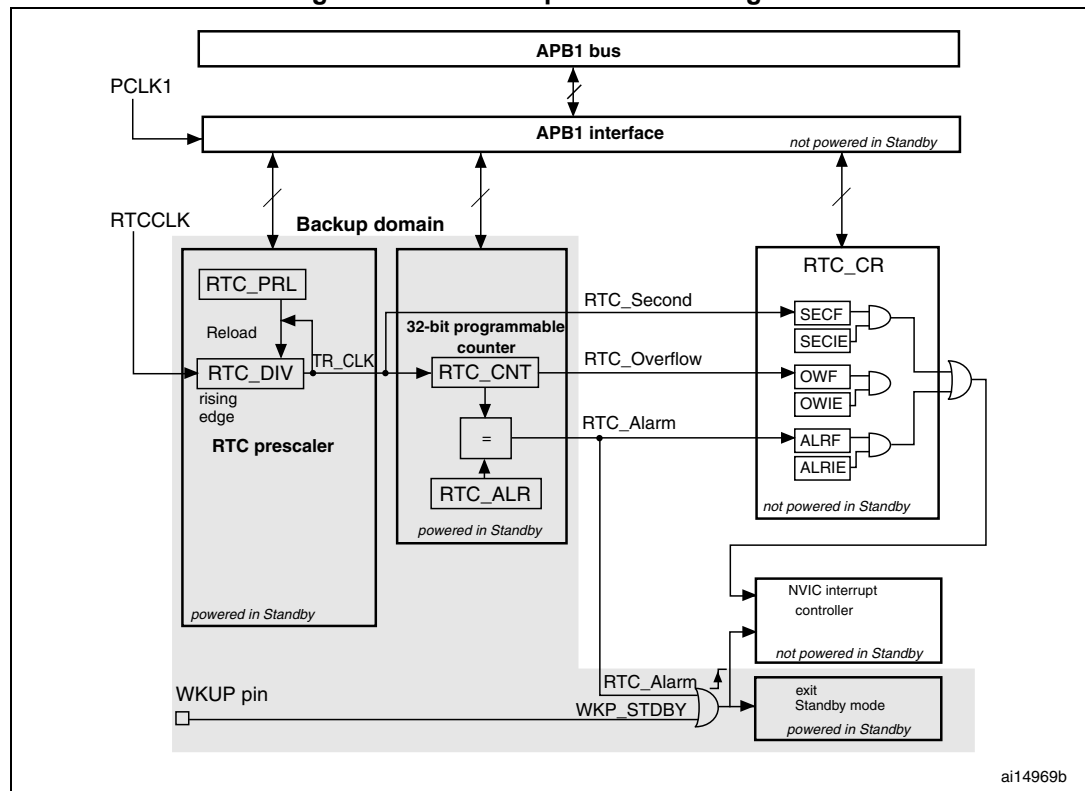 APB1 bus
PCLK1
APB1 interface
not powered in Standby
RTCCLK
Backup domain
RTC_PRL
Reload
RTC_DIV
rising
edge
TR_CLK
RTC prescaler
powered in Standby
32-bit programmable
counter
RTC_CNT
=
RTC_ALR
powered in Standby
RTC_Second
RTC_Overflow
RTC_Alarm
RTC_CR
SECF
SECIE
OWF
OWIE
ALRF
ALRIE
not powered in Standby
NVIC interrupt
controller
not powered in Standby
WKUP pin
RTC_Alarm
WKP_STDBY
exit
Standby mode
powered in Standby
ai14969b